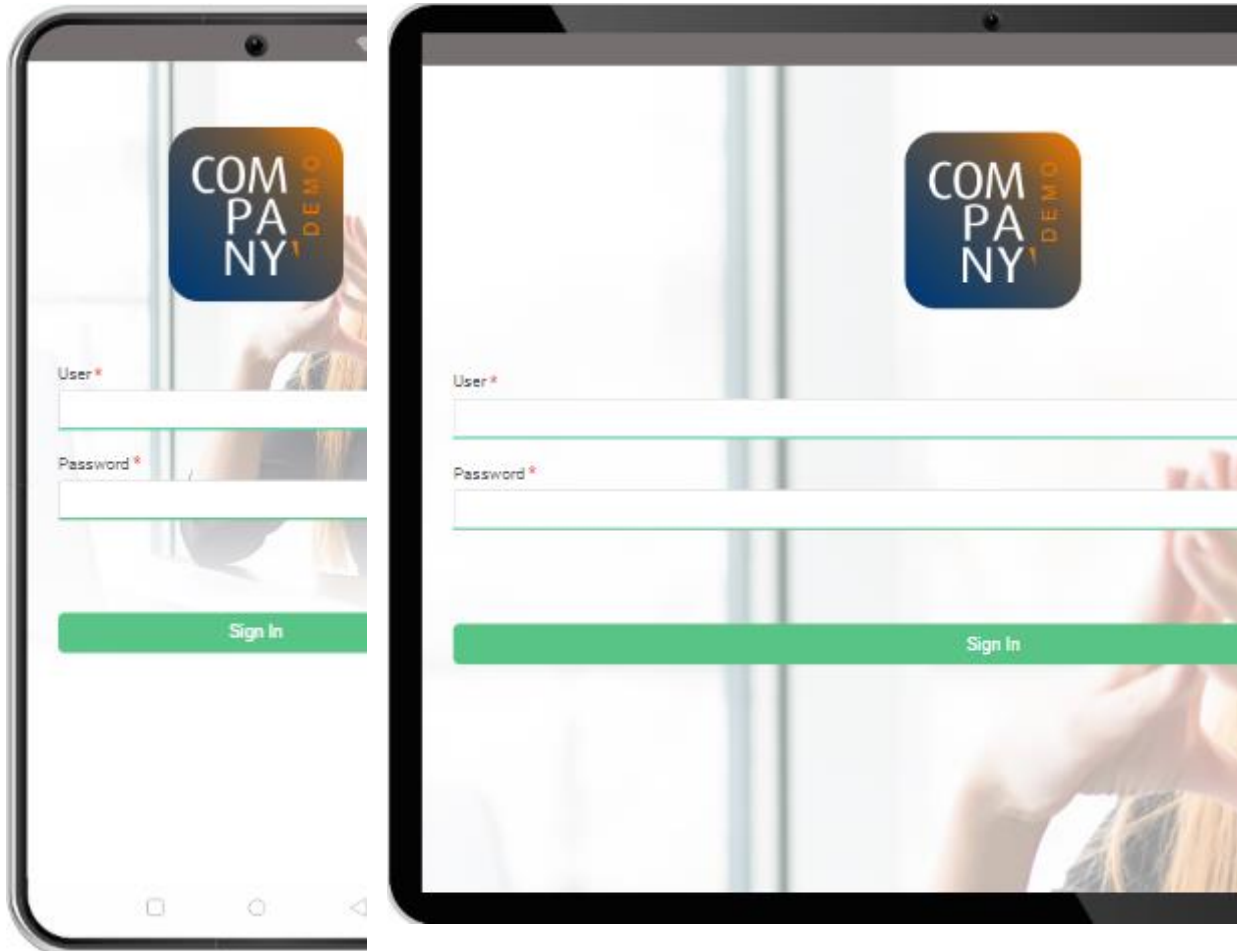 COM
PA
NY
DEMO
User *
Password *
Sign In
COM
PA
NY
DEMO
User *
Password *
Sign In